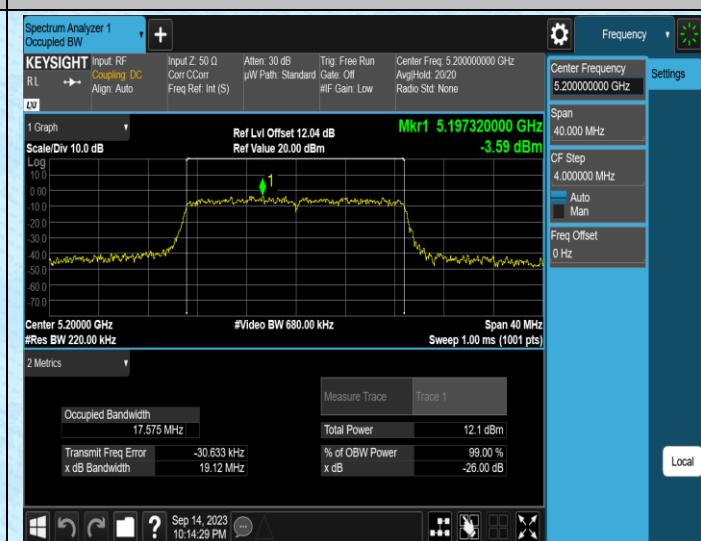 Spectrum Analyzer 1
Occupied BW
Frequency
KEYSIGHT
RL
LXI
Input: RF
Coupling: DC
Align: Auto
Input Z: 50 Ω
Corr CCorr
Freq Ref: Int (S)
Atten: 30 dB
µW Path: Standard
Trig: Free Run
Gate: Off
#IF Gain: Low
Center Freq: 5.200000000 GHz
Avg|Hold: 20/20
Radio Std: None
1 Graph
Scale/Div 10.0 dB
Ref Lvl Offset 12.04 dB
Ref Value 20.00 dBm
Mkr1 5.197320000 GHz
-3.59 dBm
Log
10.0
0.00
-10.0
-20.0
-30.0
-40.0
-50.0
-60.0
-70.0
1
Center 5.20000 GHz
#Res BW 220.00 kHz
#Video BW 680.00 kHz
Span 40 MHz
Sweep 1.00 ms (1001 pts)
2 Metrics
Measure Trace
Trace 1
Occupied Bandwidth
17.575 MHz
Total Power
12.1 dBm
Transmit Freq Error
-30.633 kHz
% of OBW Power
99.00 %
x dB Bandwidth
19.12 MHz
x dB
-26.00 dB
Center Frequency
5.200000000 GHz
Settings
Span
40.000 MHz
CF Step
4.000000 MHz
Auto
Man
Freq Offset
0 Hz
Local
?
Sep 14, 2023
10:14:29 PM